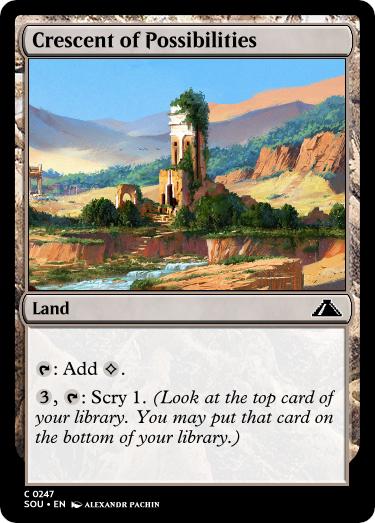 Crescent of Possibilities
Land
: Add .
3, : Scry 1. (Look at the top card of
your library. You may put that card on
the bottom of your library.)
C 0247
SOU • EN ALEXANDR PACHIN